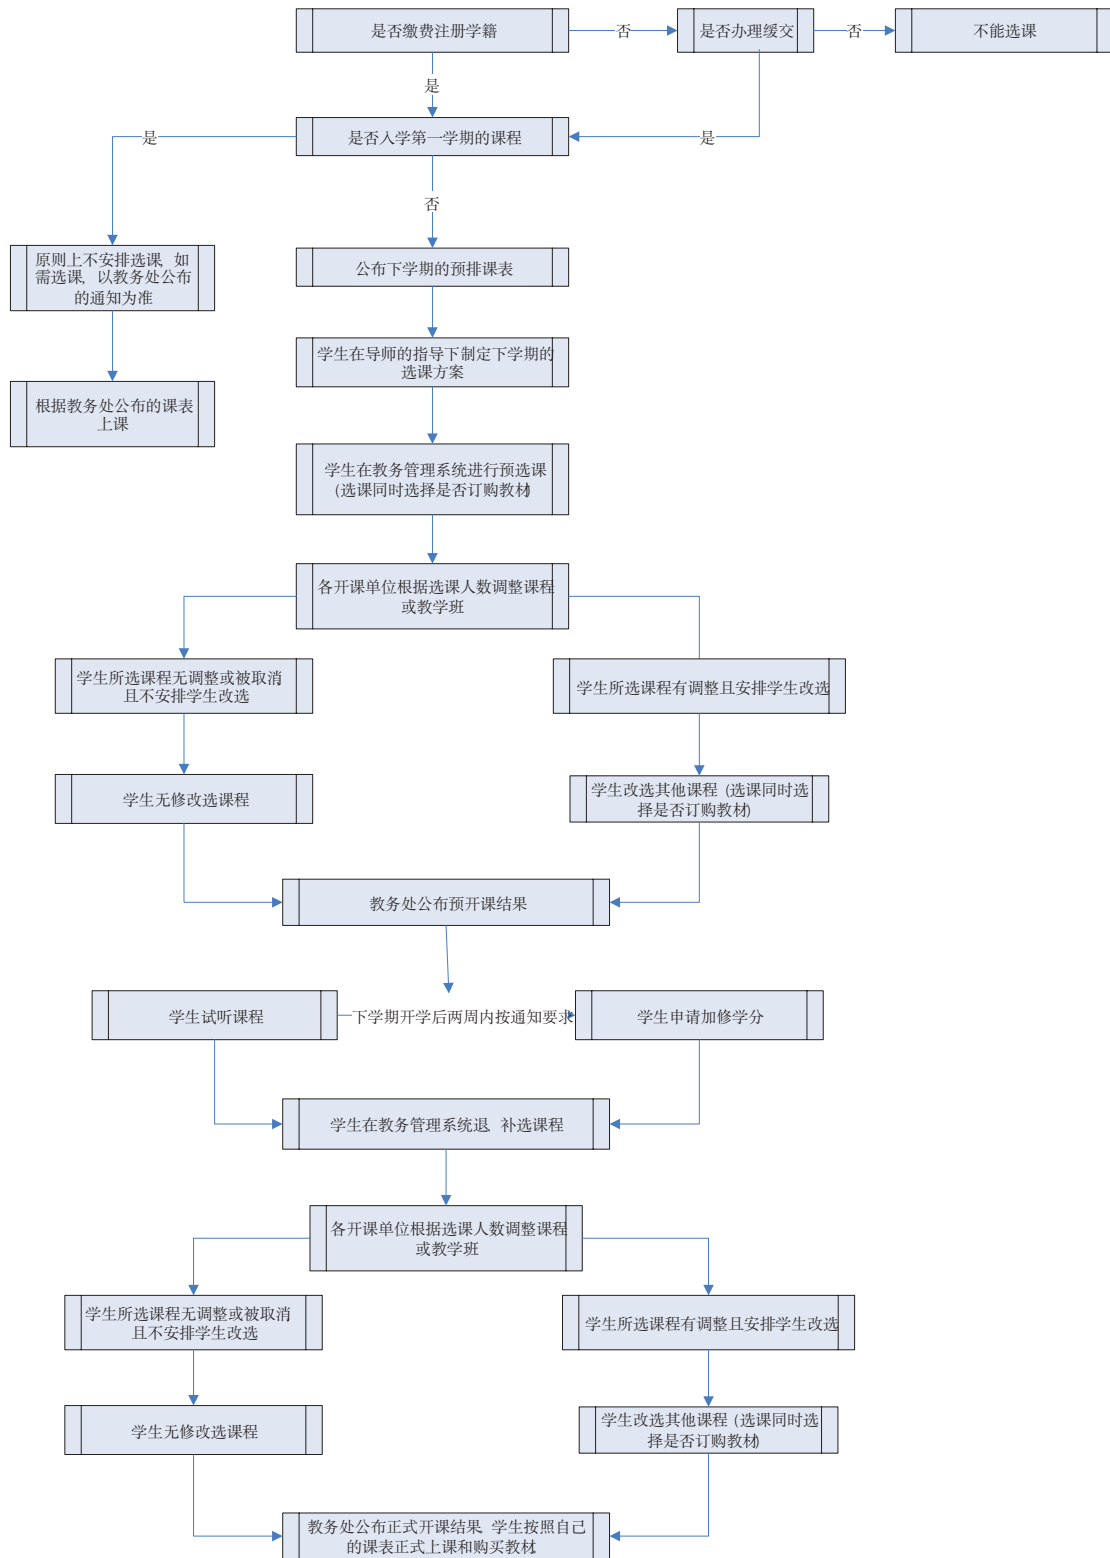 是否缴费注册学籍
否
是否办理缓交
否
不能选课
是
是否入学第一学期的课程
是
是
否
原则上不安排选课,如
需选课,以教务处公布
的通知为准
公布下学期的预排课表
学生在导师的指导下制定下学期的
选课方案
根据教务处公布的课表
上课
学生在教务管理系统进行预选课
(选课同时选择是否订购教材)
各开课单位根据选课人数调整课程
或教学班
学生所选课程无调整或被取消
且不安排学生改选
学生所选课程有调整且安排学生改选
学生无修改选课程
学生改选其他课程 (选课同时选
择是否订购教材)
教务处公布预开课结果
学生试听课程
下学期开学后两周内按通知要求
学生申请加修学分
学生在教务管理系统退、补选课程
各开课单位根据选课人数调整课程
或教学班
学生所选课程无调整或被取消
且不安排学生改选
学生所选课程有调整且安排学生改选
学生无修改选课程
学生改选其他课程 (选课同时选
择是否订购教材)
教务处公布正式开课结果,学生按照自己
的课表正式上课和购买教材